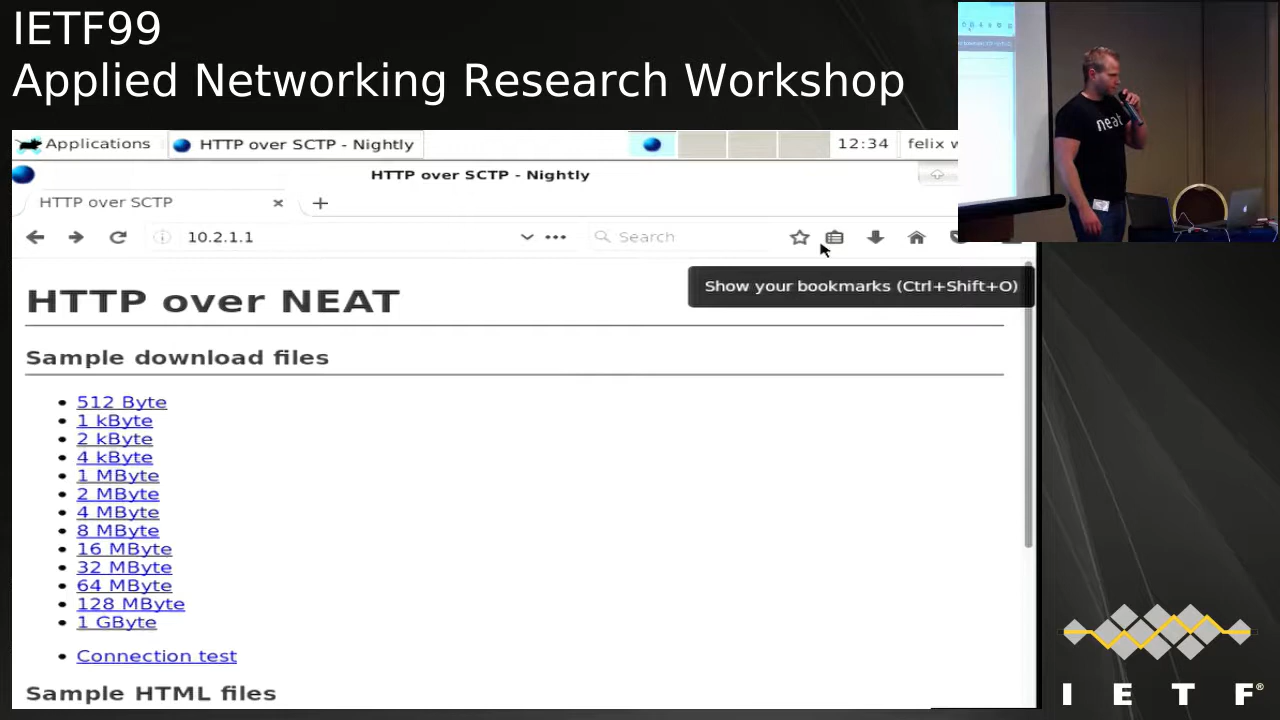 IETF99
Applied Networking Research Workshop
Applications
HTTP over SCTP - Nightly
12:34
felix w
HTTP over SCTP - Nightly
HTTP over SCTP
10.2.1.1
Search
Show your bookmarks (Ctrl+Shift+O)
HTTP over NEAT
Sample download files
512 Byte
1 kByte
2 kByte
4 kByte
1 MByte
2 MByte
4 MByte
8 MByte
16 MByte
32 MByte
64 MByte
128 MByte
1 GByte
Connection test
Sample HTML files
neat
I E T F®